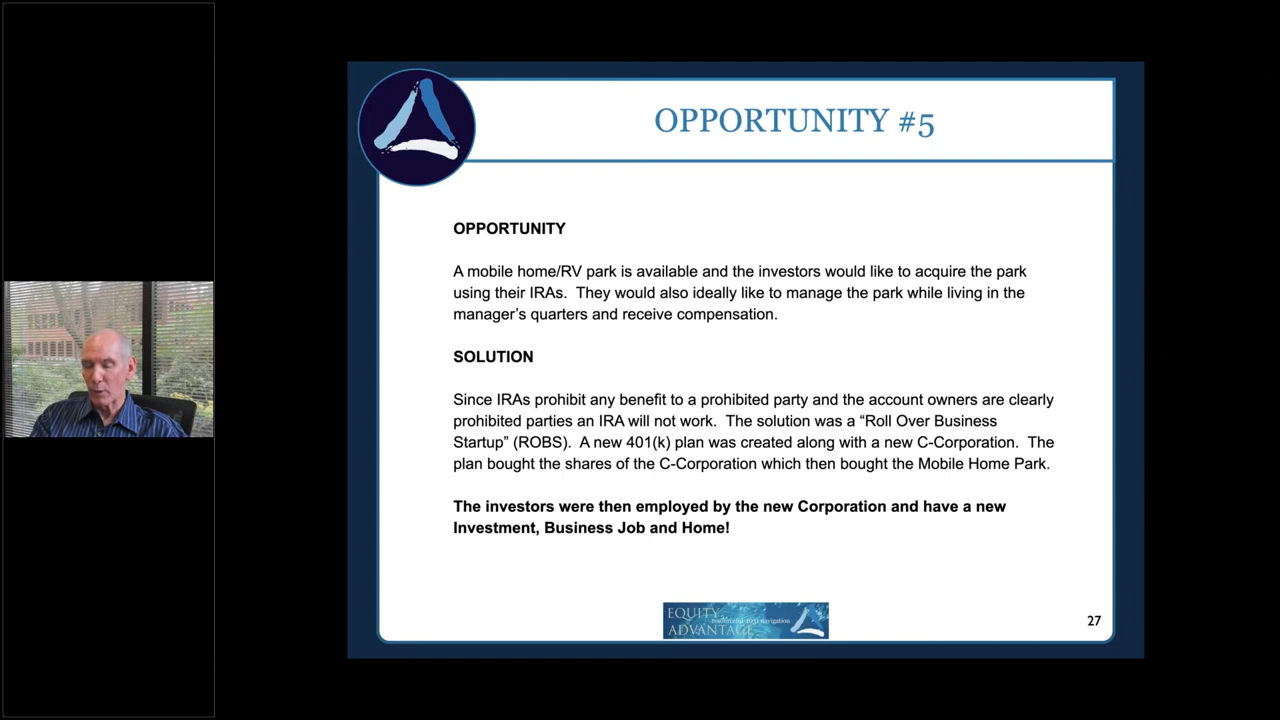 OPPORTUNITY #5
OPPORTUNITY
A mobile home/RV park is available and the investors would like to acquire the park
using their IRAs. They would also ideally like to manage the park while living in the
manager's quarters and receive compensation.
SOLUTION
Since IRAs prohibit any benefit to a prohibited party and the account owners are clearly
prohibited parties an IRA will not work. The solution was a “Roll Over Business
Startup” (ROBS). A new 401(k) plan was created along with a new C-Corporation. The
plan bought the shares of the C-Corporation which then bought the Mobile Home Park.
The investors were then employed by the new Corporation and have a new
Investment, Business Job and Home!
EQUITY
ADVANTAGE
navigation
27